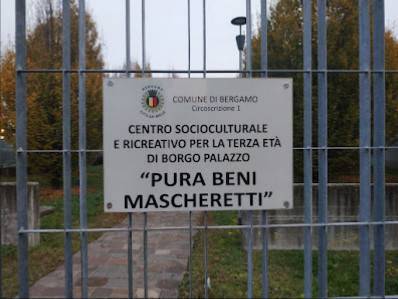 COMUNE DI BERGAMO
Circoscrizione 1
CENTRO SOCIOCULTURALE
E RICREATIVO PER LA TERZA ETÀ
DI BORGO PALAZZO
"PURA BENI
MASCHERETTI"